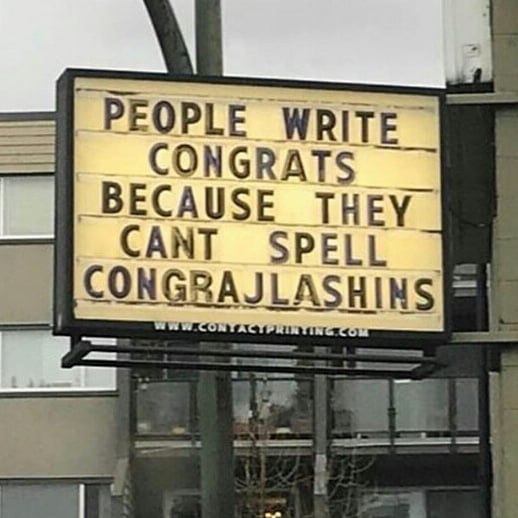 PEOPLE WRITE
CONGRATS
BECAUSE THEY
CANT SPELL
CONGRAJLASHINS
WWW.CONTACTPRINTING.COM